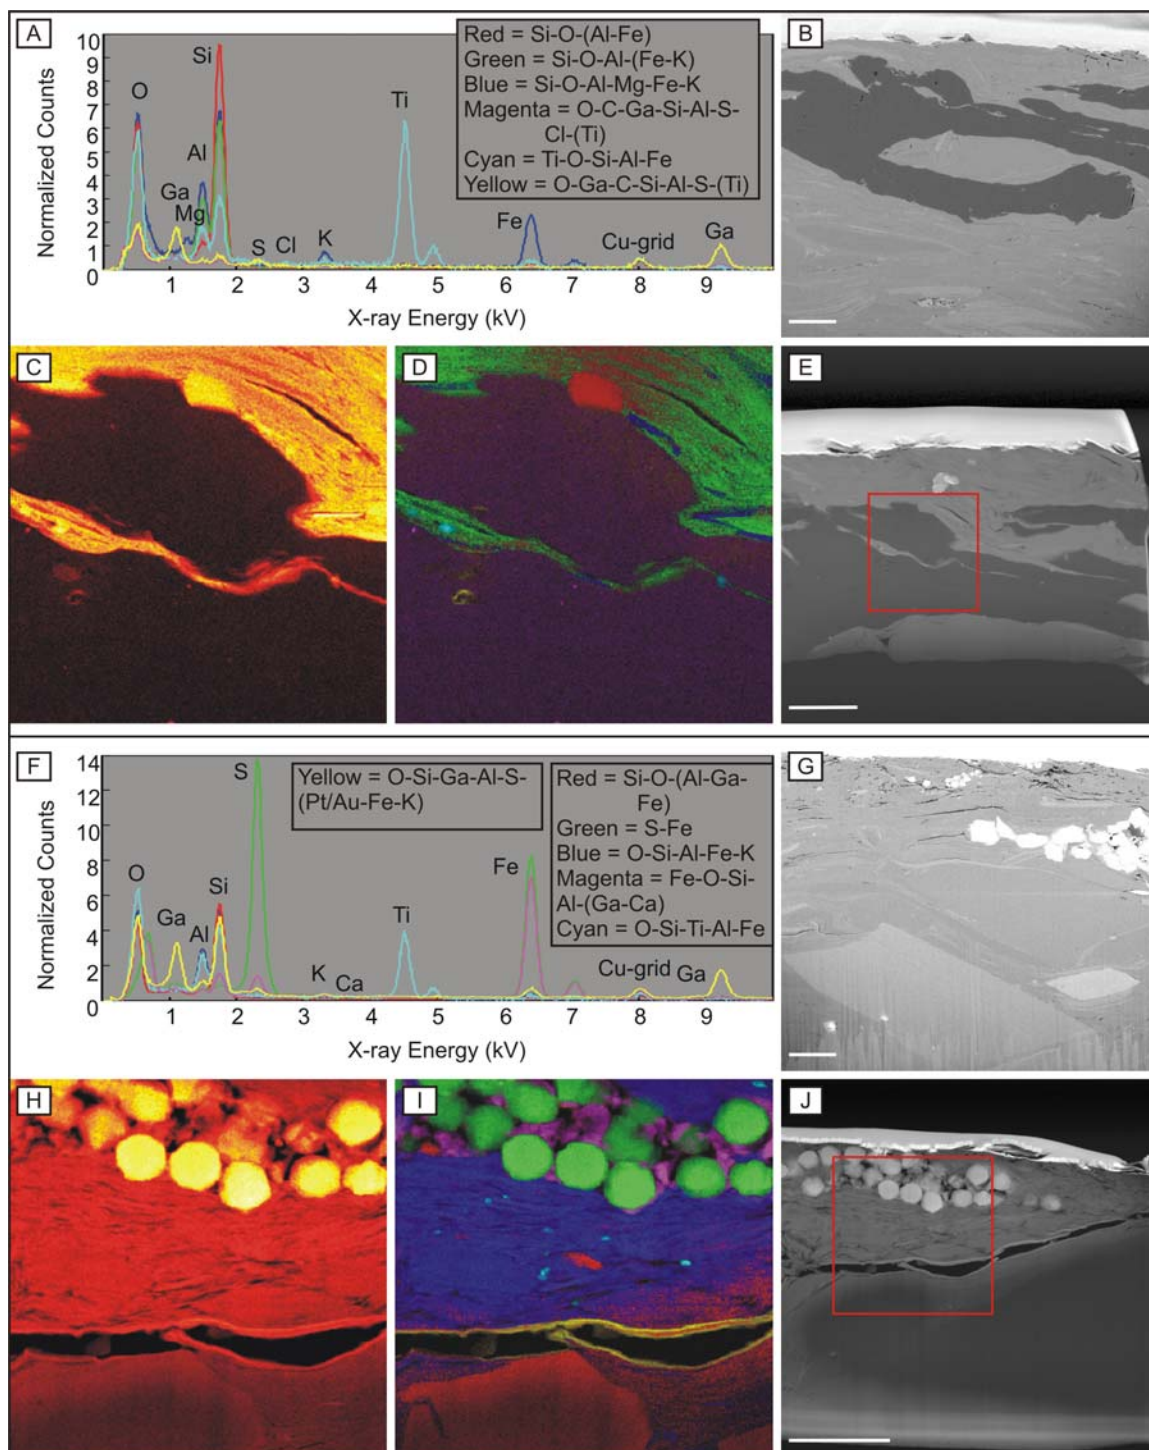 A
Normalized Counts
10
9
8
7
6
5
4
3
2
1
0
O
Si
Al
Ga
Mg
S
Cl
K
Ti
Fe
Cu-grid
Ga
1 2 3 4 5 6 7 8 9
X-ray Energy (kV)
Red = Si-O-(Al-Fe)
Green = Si-O-Al-(Fe-K)
Blue = Si-O-Al-Mg-Fe-K
Magenta = O-C-Ga-Si-Al-S-
Cl-(Ti)
Cyan = Ti-O-Si-Al-Fe
Yellow = O-Ga-C-Si-Al-S-(Ti)
B
C
D
E
F
Normalized Counts
14
12
10
8
6
4
2
0
O
Ga
Al
Si
S
K
Ca
Ti
Fe
Cu-grid
Ga
1 2 3 4 5 6 7 8 9
X-ray Energy (kV)
Yellow = O-Si-Ga-Al-S-
(Pt/Au-Fe-K)
Red = Si-O-(Al-Ga-
Fe)
Green = S-Fe
Blue = O-Si-Al-Fe-K
Magenta = Fe-O-Si-
Al-(Ga-Ca)
Cyan = O-Si-Ti-Al-Fe
G
H
I
J